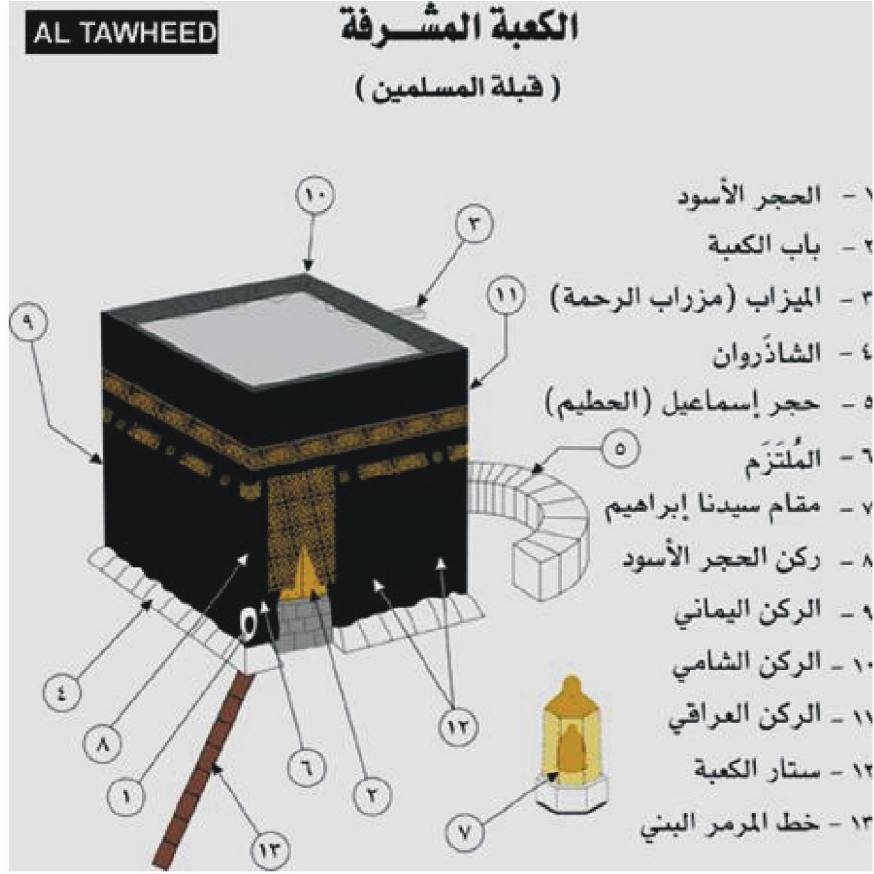 AL TAWHEED
الكعبة المشــرفة
( قبلة المسلمين )
١ - الحجر الأسود
٢ - باب الكعبة
٣ - الميزاب (مزراب الرحمة)
٤ - الشاذَروان
٥ - حجر إسماعيل (الحطيم)
٦ - المُلتَزَم
٧ - مقام سيدنا إبراهيم
٨ - ركن الحجر الأسود
٩ - الركن اليماني
١٠ - الركن الشامي
١١ - الركن العراقي
١٢ - ستار الكعبة
١٣ - خط المرمر البني
١٠
٣
١١
٩
٥
٤
٨
١
٦
٢
١٢
٧
١٣